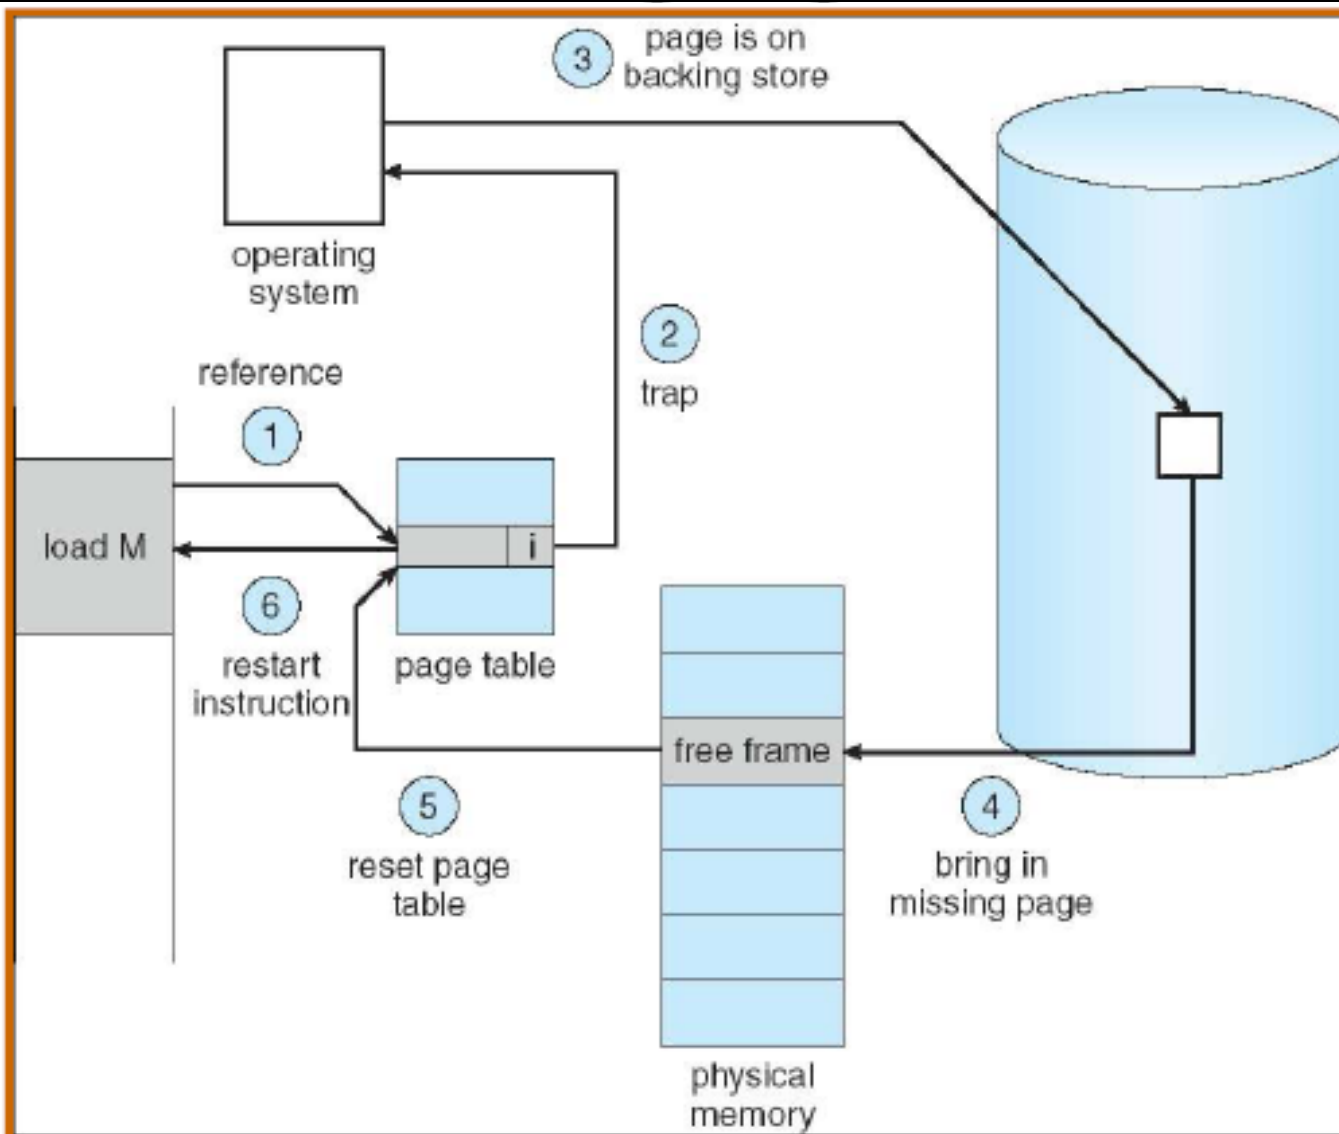 3
page is on
backing store
operating
system
2
trap
reference
1
load M
i
6
restart
instruction
page table
free frame
5
reset page
table
4
bring in
missing page
physical
memory